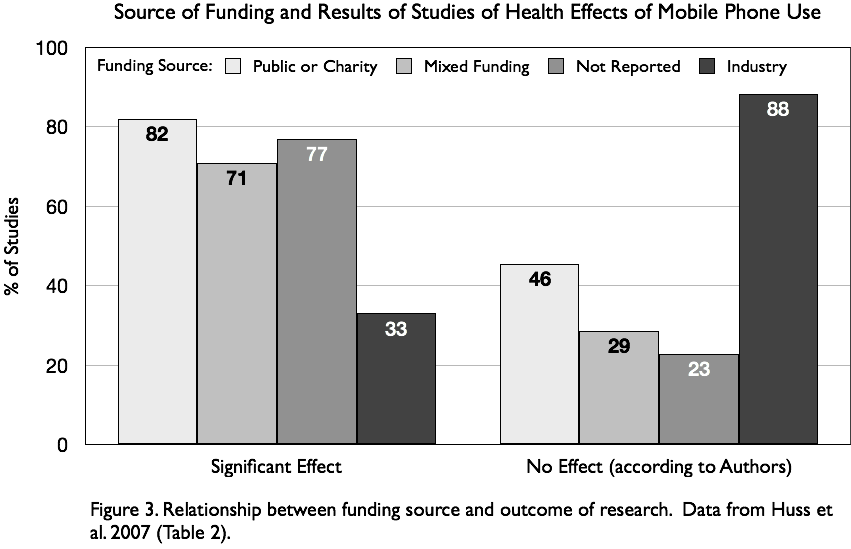 Source of Funding and Results of Studies of Health Effects of Mobile Phone Use
100
Funding Source: Public or Charity Mixed Funding Not Reported Industry
88
82
80
77
71
% of Studies
60
46
40
33
29
23
20
0
Significant Effect No Effect (according to Authors)
Figure 3. Relationship between funding source and outcome of research. Data from Huss et
al. 2007 (Table 2).